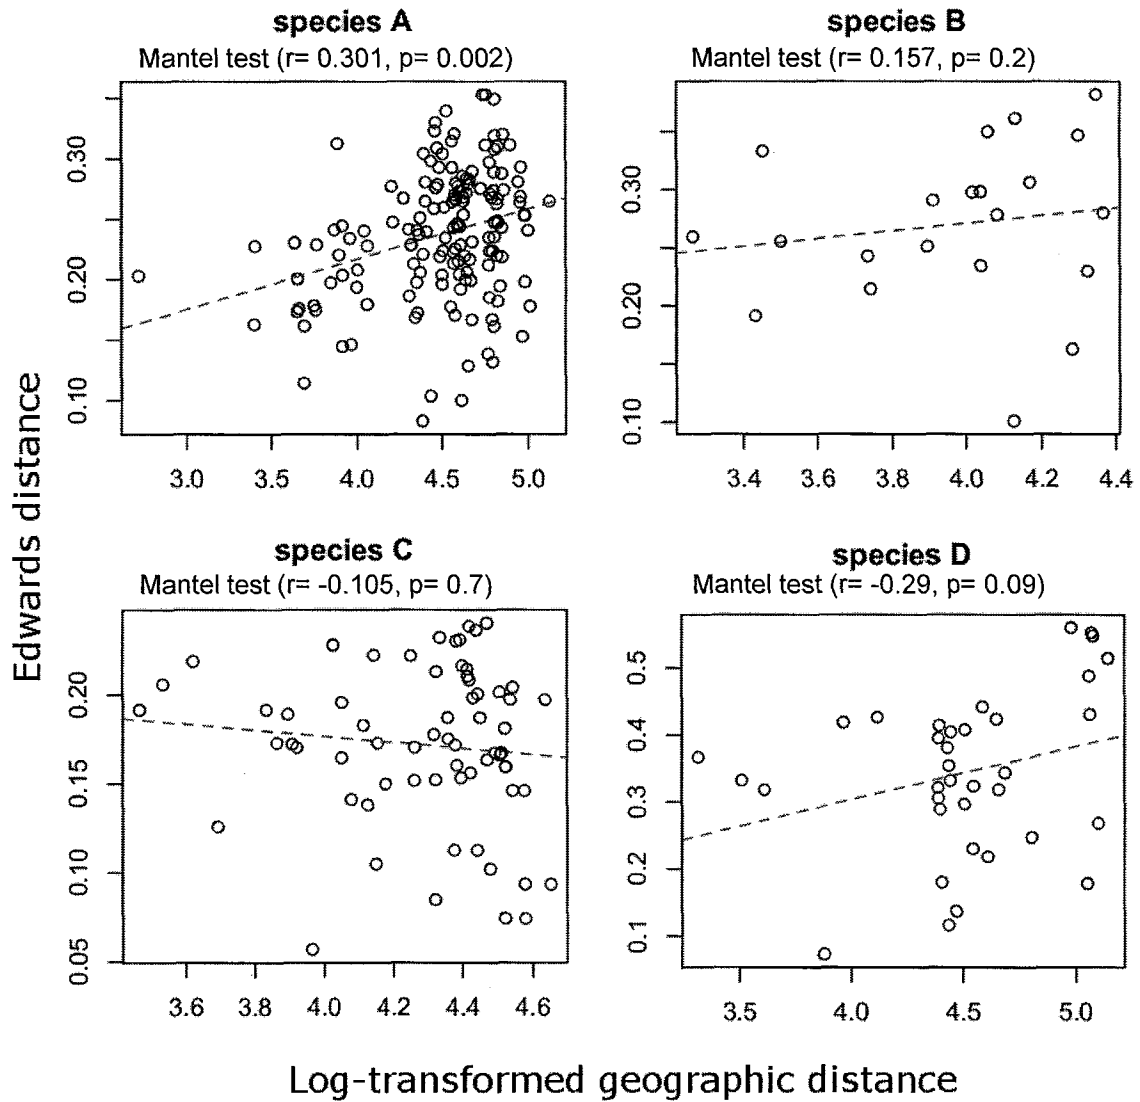 species A
Mantel test (r= 0.301, p= 0.002)
0.10 0.20 0.30
3.0 3.5 4.0 4.5 5.0
species B
Mantel test (r= 0.157, p= 0.2)
0.10 0.20 0.30
3.4 3.6 3.8 4.0 4.2 4.4
species C
Mantel test (r= -0.105, p= 0.7)
0.05 0.10 0.15 0.20
3.6 3.8 4.0 4.2 4.4 4.6
species D
Mantel test (r= -0.29, p= 0.09)
0.1 0.2 0.3 0.4 0.5
3.5 4.0 4.5 5.0
Edwards distance
Log-transformed geographic distance